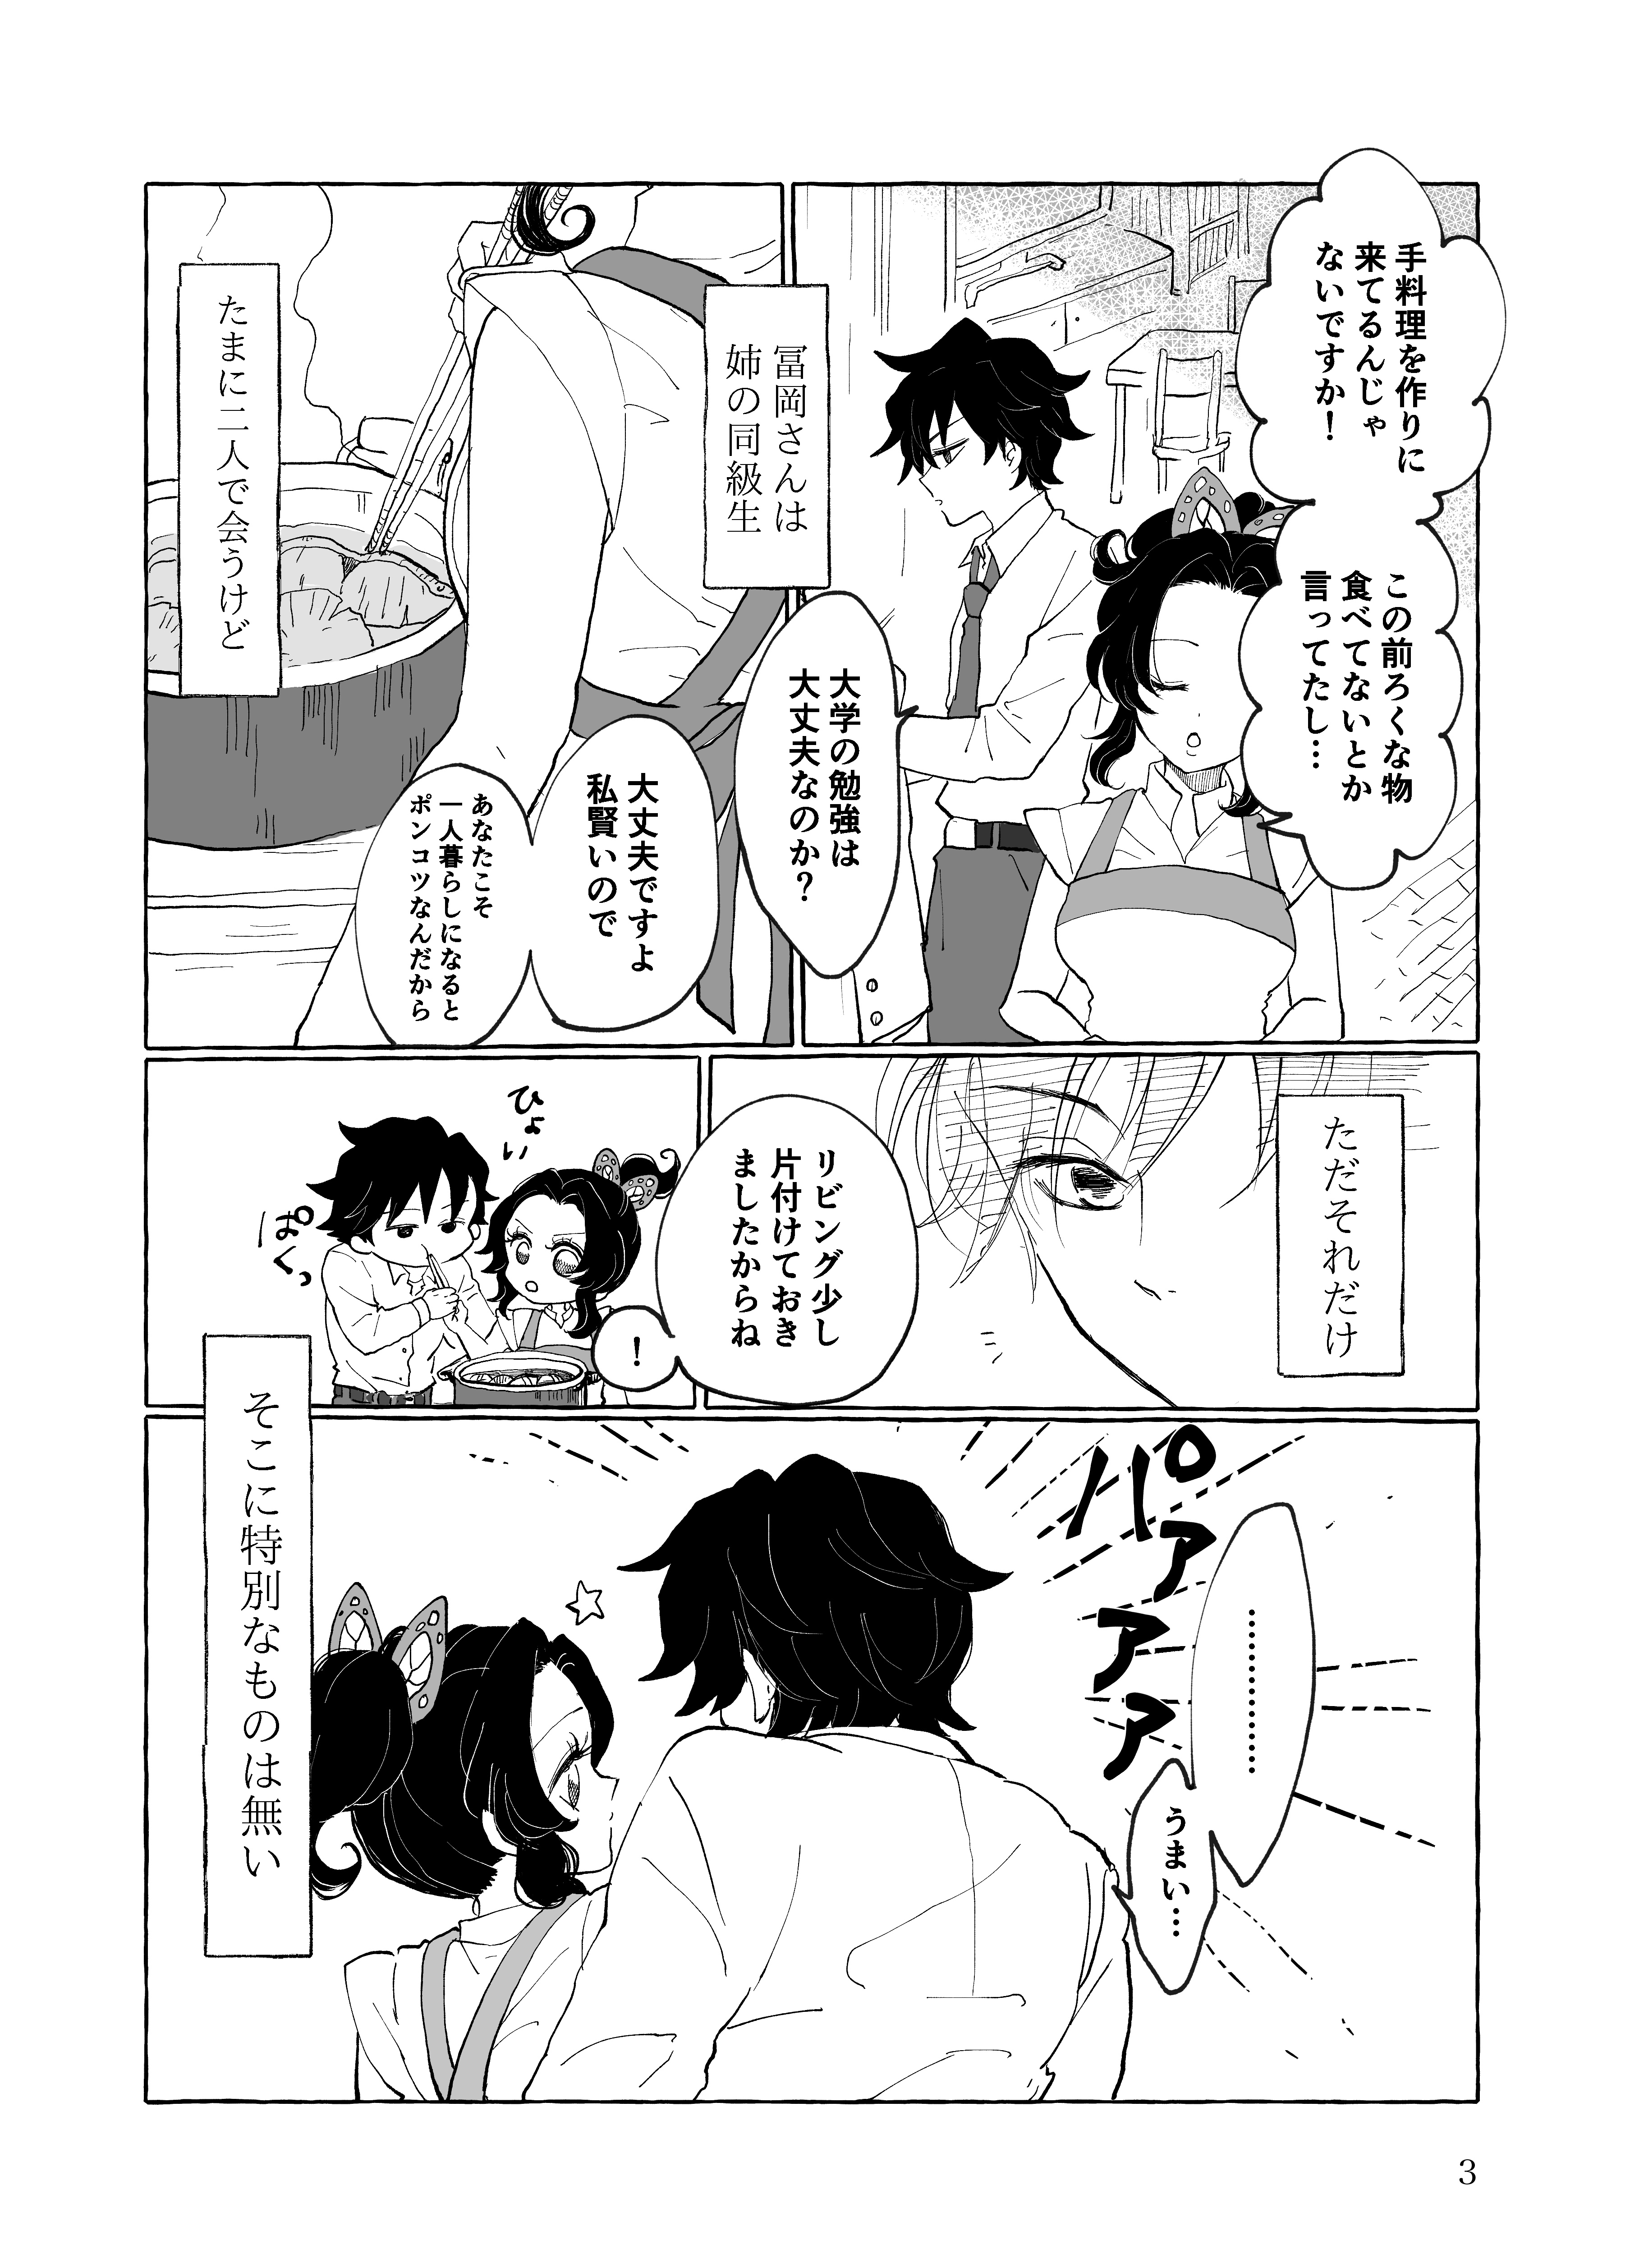 手料理を作りに
来てるんじゃ
ないですか！
この前ろくな物
食べてないとか
言ってたし…
冨岡さんは
姉の同級生
大学の勉強は
大丈夫なのか？
大丈夫ですよ
私賢いので
あなたこそ
一人暮らしになると
ポンコツなんだから
たまに二人で会うけど
ただそれだけ
リビング少し
片付けておき
ましたからね
！
ひょい
ぱくっ
パアアア
…………
うまい…
そこに特別なものは無い
3